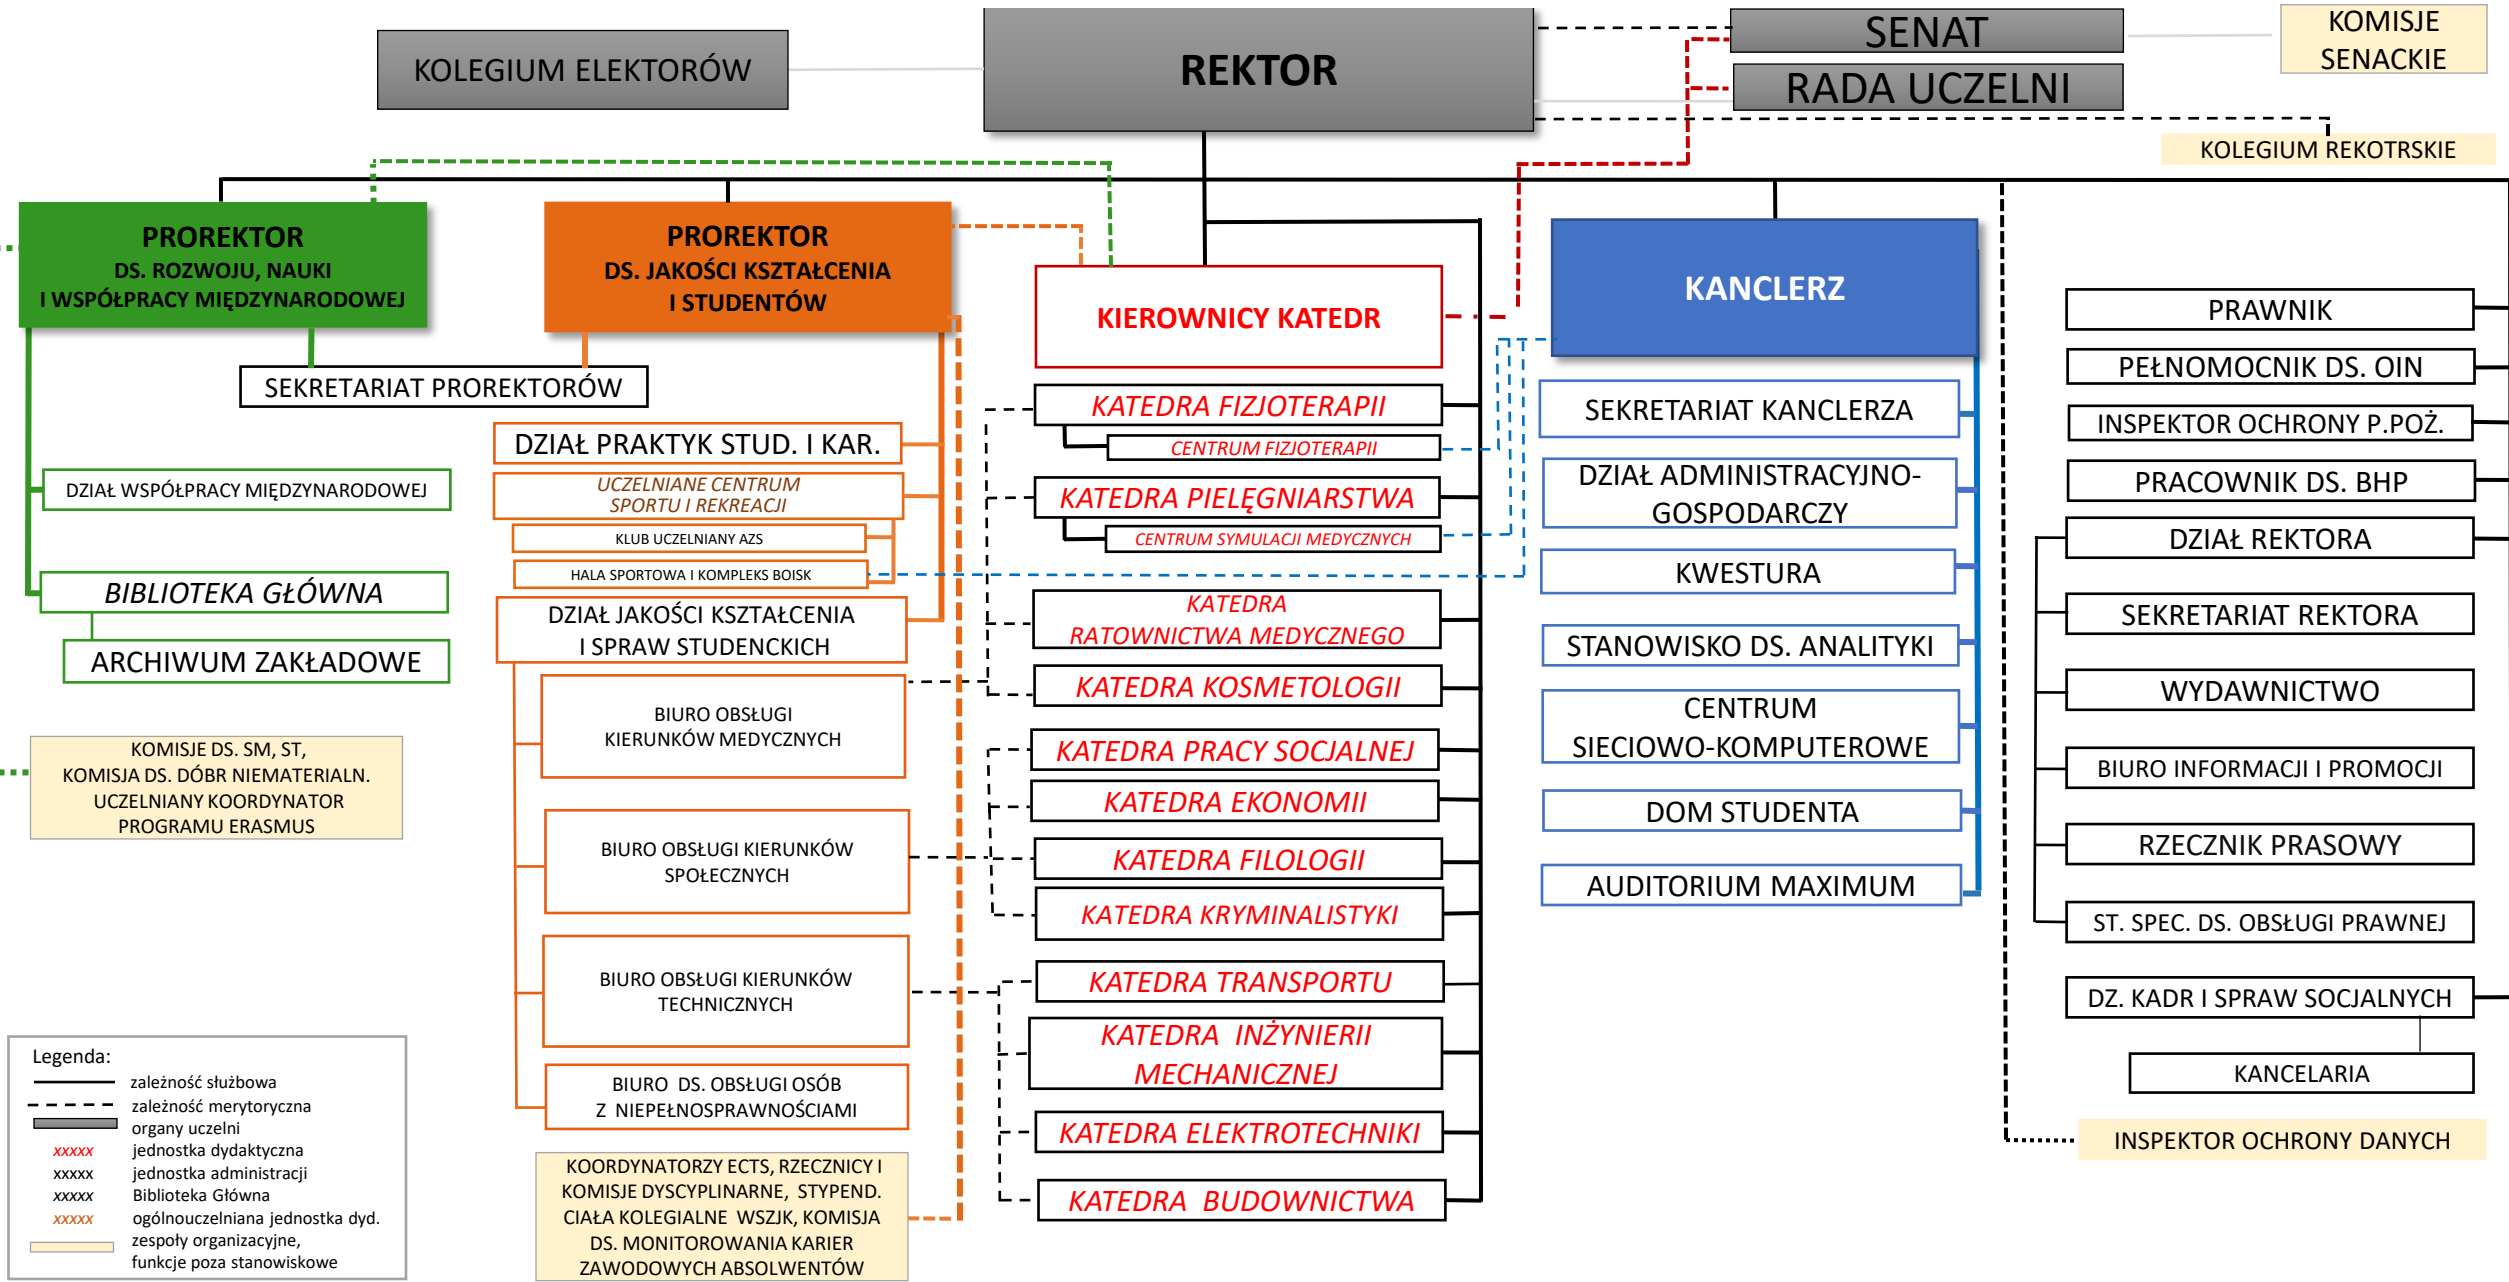 KOLEGIUM ELEKTORÓW
REKTOR
SENAT
RADA UCZELNI
KOMISJE
SENACKIE
KOLEGIUM REKOTRSKIE
PROREKTOR
DS. ROZWOJU, NAUKI
I WSPÓŁPRACY MIĘDZYNARODOWEJ
PROREKTOR
DS. JAKOŚCI KSZTAŁCENIA
I STUDENTÓW
SEKRETARIAT PROREKTORÓW
DZIAŁ WSPÓŁPRACY MIĘDZYNARODOWEJ
BIBLIOTEKA GŁÓWNA
ARCHIWUM ZAKŁADOWE
KOMISJE DS. SM, ST,
KOMISJA DS. DÓBR NIEMATERIALN.
UCZELNIANY KOORDYNATOR
PROGRAMU ERASMUS
DZIAŁ PRAKTYK STUD. I KAR.
UCZELNIANE CENTRUM
SPORTU I REKREACJI
KLUB UCZELNIANY AZS
HALA SPORTOWA I KOMPLEKS BOISK
DZIAŁ JAKOŚCI KSZTAŁCENIA
I SPRAW STUDENCKICH
BIURO OBSŁUGI
KIERUNKÓW MEDYCZNYCH
BIURO OBSŁUGI KIERUNKÓW
SPOŁECZNYCH
BIURO OBSŁUGI KIERUNKÓW
TECHNICZNYCH
BIURO DS. OBSŁUGI OSÓB
Z NIEPEŁNOSPRAWNOŚCIAMI
KOORDYNATORZY ECTS, RZECZNICY I
KOMISJE DYSCYPLINARNE, STYPEND.
CIAŁA KOLEGIALNE WSZJK, KOMISJA
DS. MONITOROWANIA KARIER
ZAWODOWYCH ABSOLWENTÓW
KIEROWNICY KATEDR
KATEDRA FIZJOTERAPII
CENTRUM FIZJOTERAPII
KATEDRA PIELĘGNIARSTWA
CENTRUM SYMULACJI MEDYCZNYCH
KATEDRA
RATOWNICTWA MEDYCZNEGO
KATEDRA KOSMETOLOGII
KATEDRA PRACY SOCJALNEJ
KATEDRA EKONOMII
KATEDRA FILOLOGII
KATEDRA KRYMINALISTYKI
KATEDRA TRANSPORTU
KATEDRA INŻYNIERII
MECHANICZNEJ
KATEDRA ELEKTROTECHNIKI
KATEDRA BUDOWNICTWA
KANCLERZ
SEKRETARIAT KANCLERZA
DZIAŁ ADMINISTRACYJNO-
GOSPODARCZY
KWESTURA
STANOWISKO DS. ANALITYKI
CENTRUM
SIECIOWO-KOMPUTEROWE
DOM STUDENTA
AUDITORIUM MAXIMUM
PRAWNIK
PEŁNOMOCNIK DS. OIN
INSPEKTOR OCHRONY P.POŻ.
PRACOWNIK DS. BHP
DZIAŁ REKTORA
SEKRETARIAT REKTORA
WYDAWNICTWO
BIURO INFORMACJI I PROMOCJI
RZECZNIK PRASOWY
ST. SPEC. DS. OBSŁUGI PRAWNEJ
DZ. KADR I SPRAW SOCJALNYCH
KANCELARIA
INSPEKTOR OCHRONY DANYCH
Legenda:
zależność służbowa
zależność merytoryczna
organy uczelni
xxxxx jednostka dydaktyczna
xxxxx jednostka administracji
xxxxx Biblioteka Główna
xxxxx ogólnouczelniana jednostka dyd.
zespoły organizacyjne,
funkcje poza stanowiskowe